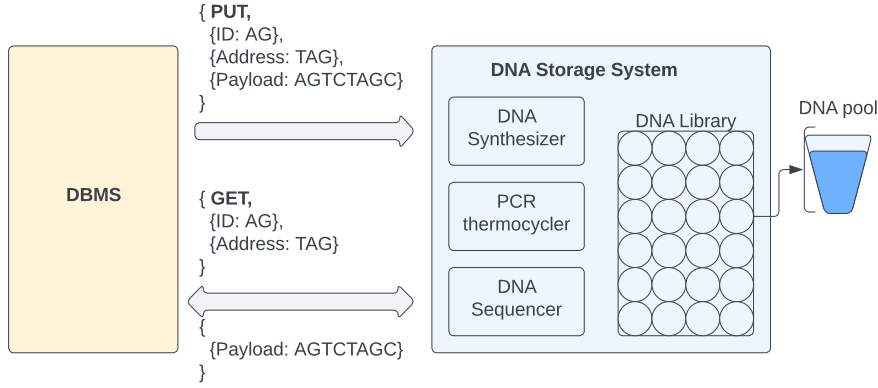 { PUT,
{ID: AG},
{Address: TAG},
{Payload: AGTCTAGC}
}
DBMS
{ GET,
{ID: AG},
{Address: TAG}
}
{
{Payload: AGTCTAGC}
}
DNA Storage System
DNA
Synthesizer
PCR
thermocycler
DNA
Sequencer
DNA Library
DNA pool